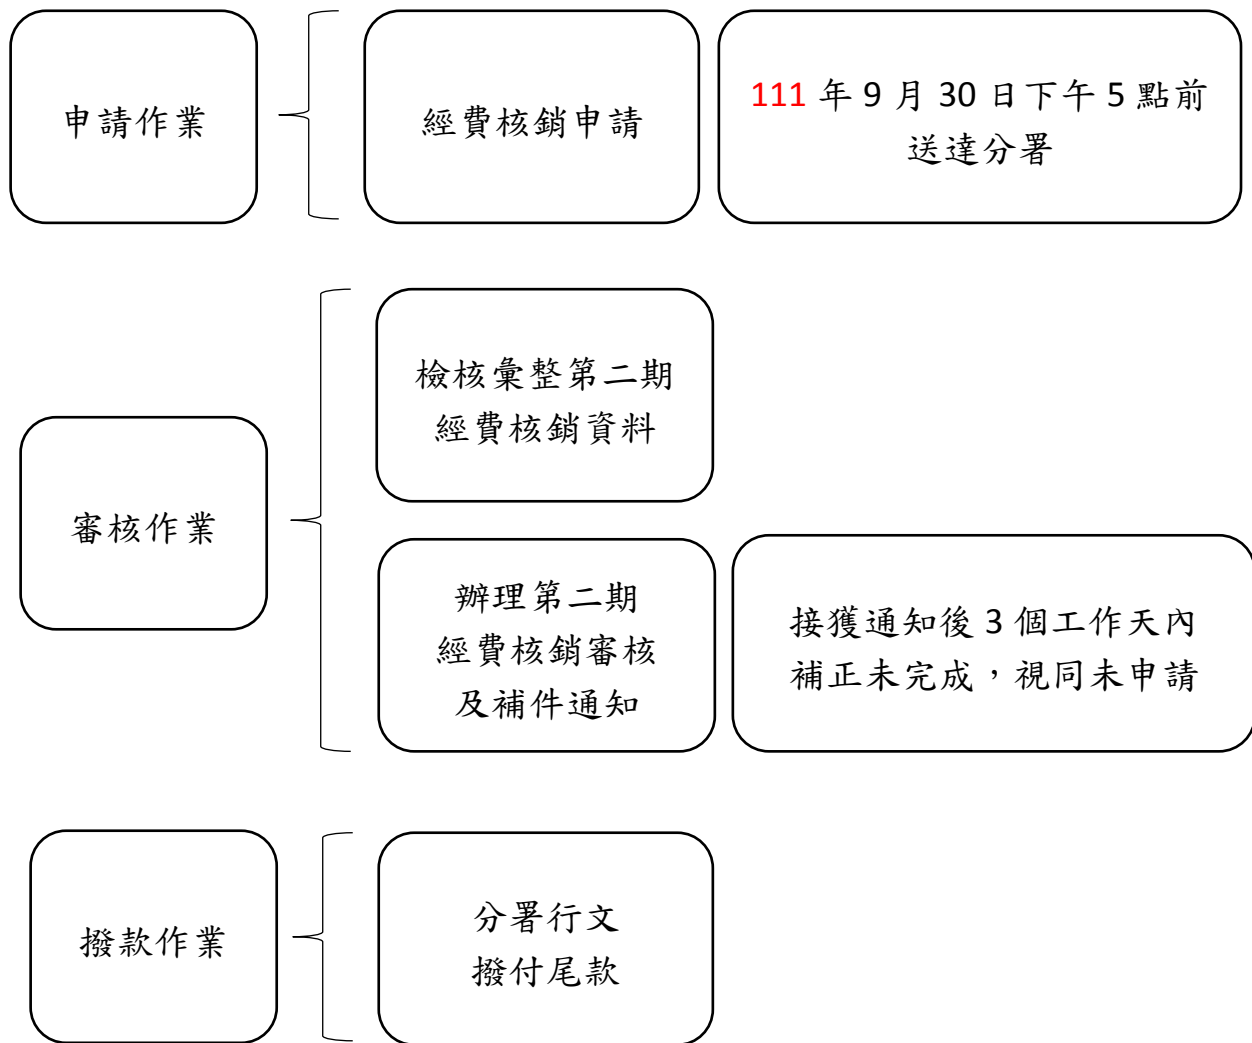 申請作業
經費核銷申請
111 年 9 月 30 日下午 5 點前
送達分署
審核作業
檢核彙整第二期
經費核銷資料
辦理第二期
經費核銷審核
及補件通知
接獲通知後 3 個工作天內
補正未完成，視同未申請
撥款作業
分署行文
撥付尾款